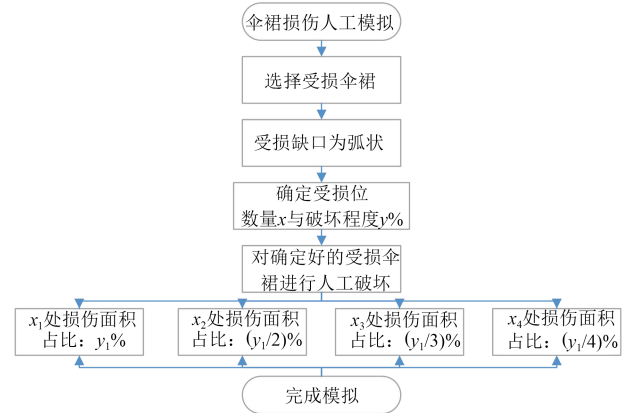 伞裙损伤人工模拟
选择受损伞裙
受损缺口为弧状
确定受损位
数量x与破坏程度y%
对确定好的受损伞
裙进行人工破坏
x₁处损伤面积
占比：y₁%
x₂处损伤面积
占比：(y₁/2)%
x₃处损伤面积
占比：(y₁/3)%
x₄处损伤面积
占比：(y₁/4)%
完成模拟